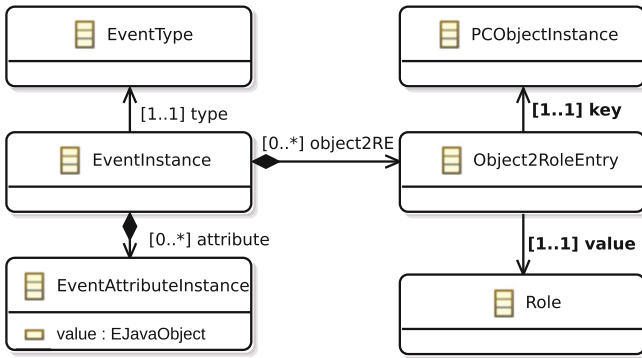 EventType
PCObjectInstance
[1..1] type
[1..1] key
EventInstance
[0..*] object2RE
Object2RoleEntry
[0..*] attribute
[1..1] value
EventAttributeInstance
value : EJavaObject
Role